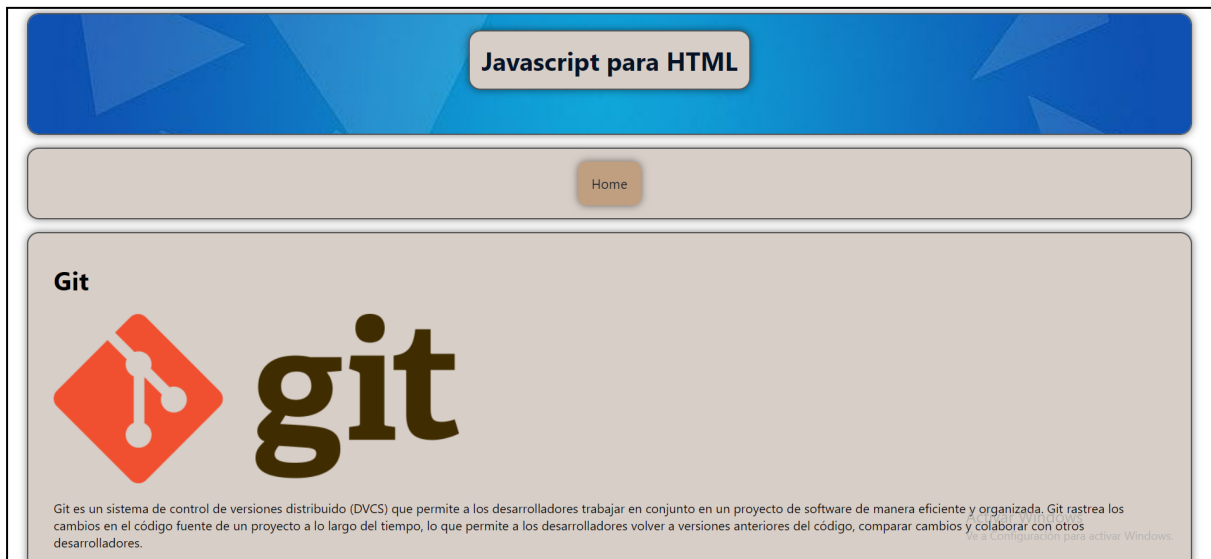 Javascript para HTML
Home
Git
git
Git es un sistema de control de versiones distribuido (DVCS) que permite a los desarrolladores trabajar en conjunto en un proyecto de software de manera eficiente y organizada. Git rastrea los
cambios en el código fuente de un proyecto a lo largo del tiempo, lo que permite a los desarrolladores volver a versiones anteriores del código, comparar cambios y colaborar con otros
desarrolladores.
Activar Windows
Ve a Configuración para activar Windows.